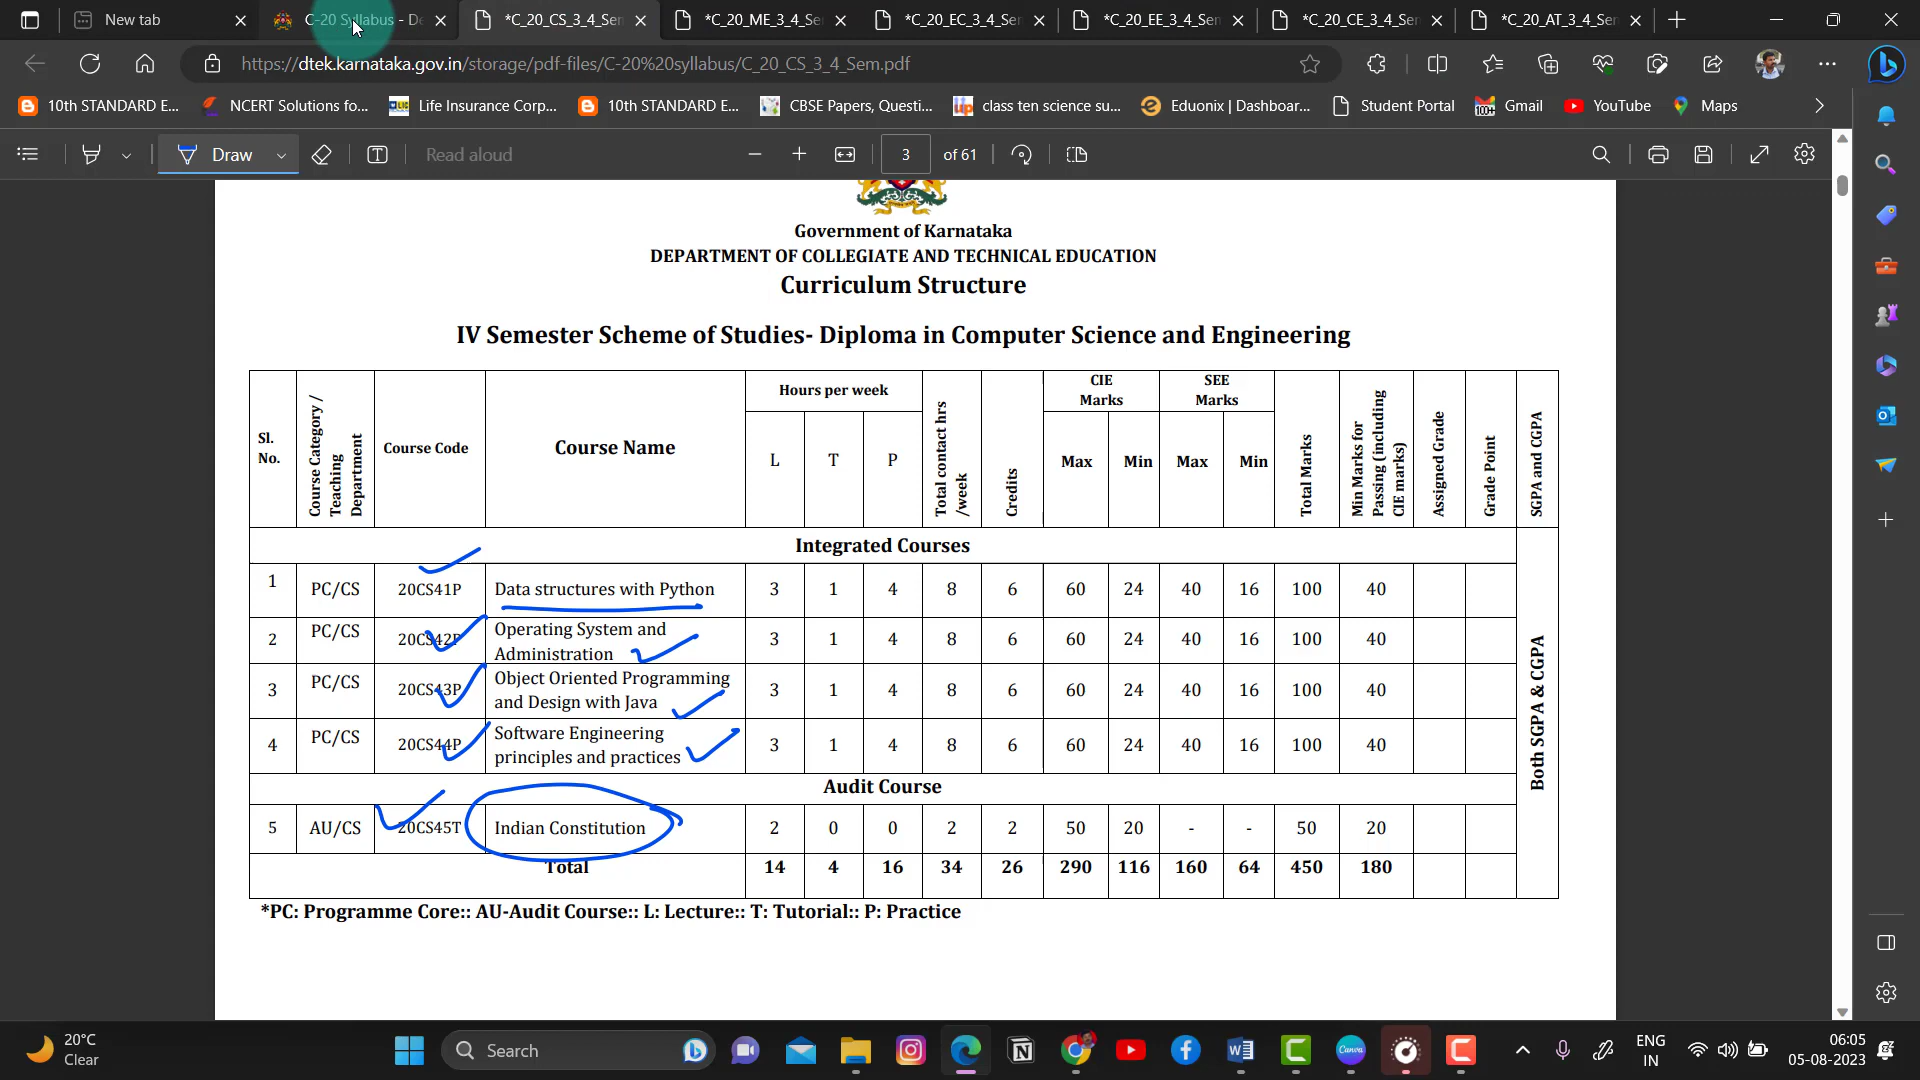 New tab
C-20 Syllabus - De
*C_20_CS_3_4_Sem
*C_20_ME_3_4_Se
*C_20_EC_3_4_Sem
*C_20_EE_3_4_Sem
*C_20_CE_3_4_Sem
*C_20_AT_3_4_Sem
https://dtek.karnataka.gov.in/storage/pdf-files/C-20%20syllabus/C_20_CS_3_4_Sem.pdf
10th STANDARD E...
NCERT Solutions fo...
Life Insurance Corp...
10th STANDARD E...
CBSE Papers, Questi...
class ten science su...
Eduonix | Dashboar...
Student Portal
Gmail
YouTube
Maps
Draw
Read aloud
3 of 61
Government of Karnataka
DEPARTMENT OF COLLEGIATE AND TECHNICAL EDUCATION
Curriculum Structure
IV Semester Scheme of Studies- Diploma in Computer Science and Engineering
Sl. No.
Course Category / Teaching Department
Course Code
Course Name
Hours per week
L T P
Total contact hrs /week
Credits
CIE Marks
Max Min
SEE Marks
Max Min
Total Marks
Min Marks for Passing (including CIE marks)
Assigned Grade
Grade Point
SGPA and CGPA
Integrated Courses
1 PC/CS 20CS41P Data structures with Python 3 1 4 8 6 60 24 40 16 100 40
2 PC/CS 20CS42P Operating System and Administration 3 1 4 8 6 60 24 40 16 100 40
3 PC/CS 20CS43P Object Oriented Programming and Design with Java 3 1 4 8 6 60 24 40 16 100 40
4 PC/CS 20CS44P Software Engineering principles and practices 3 1 4 8 6 60 24 40 16 100 40
Both SGPA & CGPA
Audit Course
5 AU/CS 20CS45T Indian Constitution 2 0 0 2 2 50 20 - - 50 20
Total 14 4 16 34 26 290 116 160 64 450 180
*PC: Programme Core:: AU-Audit Course:: L: Lecture:: T: Tutorial:: P: Practice
20°C
Clear
Search
Canva
ENG
IN
06:05
05-08-2023